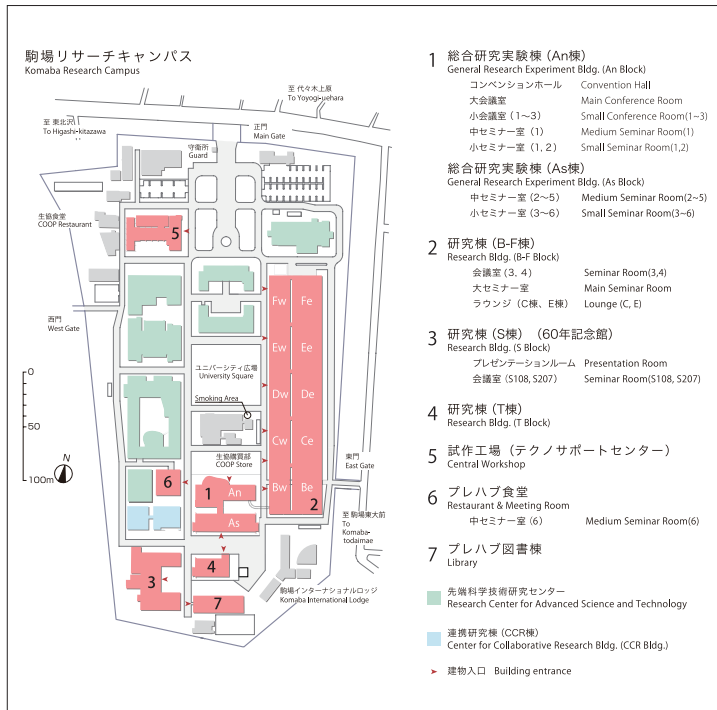 駒場リサーチキャンパス
Komaba Research Campus
至 代々木上原
To Yoyogi-uehara
至 東北沢
To Higashi-kitazawa
守衛所
Guard
正門
Main Gate
生協食堂
COOP Restaurant
5
西門
West Gate
Fw
Fe
Ew
Ee
ユニバーシティ広場
University Square
Smoking Area
Dw
De
Cw
Ce
生協購買部
COOP Store
東門
East Gate
Bw
Be
2
0
50
100m
N
6
1
An
As
至 駒場東大前
To
Komaba-
todaimae
4
3
7
駒場インターナショナルロッジ
Komaba International Lodge
1 総合研究実験棟 (An棟)
General Research Experiment Bldg. (An Block)
コンベンションホール Convention Hall
大会議室 Main Conference Room
小会議室 (1〜3) Small Conference Room(1~3)
中セミナー室 (1) Medium Seminar Room(1)
小セミナー室 (1, 2) Small Seminar Room(1,2)
総合研究実験棟 (As棟)
General Research Experiment Bldg. (As Block)
中セミナー室 (2〜5) Medium Seminar Room(2~5)
小セミナー室 (3〜6) Small Seminar Room(3~6)
2 研究棟 (B-F棟)
Research Bldg. (B-F Block)
会議室 (3, 4) Seminar Room(3,4)
大セミナー室 Main Seminar Room
ラウンジ (C棟、E棟) Lounge (C, E)
3 研究棟 (S棟) (60年記念館)
Research Bldg. (S Block)
プレゼンテーションルーム Presentation Room
会議室 (S108, S207) Seminar Room(S108, S207)
4 研究棟 (T棟)
Research Bldg. (T Block)
5 試作工場 (テクノサポートセンター)
Central Workshop
6 プレハブ食堂
Restaurant & Meeting Room
中セミナー室 (6) Medium Seminar Room(6)
7 プレハブ図書棟
Library
先端科学技術研究センター
Research Center for Advanced Science and Technology
連携研究棟 (CCR棟)
Center for Collaborative Research Bldg. (CCR Bldg.)
建物入口 Building entrance